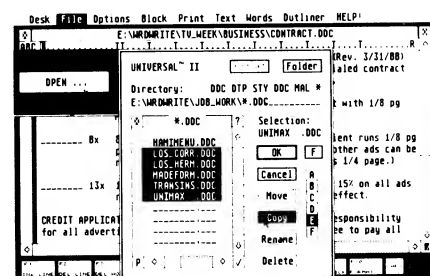 Desk File Options Block Print Text Words Outliner HELP!
E:\WRDWRITE\TV_WEEK\BUSINESS\CONTRACT.DOC
OPEN ...
UNIVERSAL~ II
Folder
Directory: DOC DTP STY DOC MAL *
E:\WRDWRITE\JOB_WORK\*.DOC
*.DOC ?
HAMIMENU.DOC
LOS_CORR.DOC
LOS_HERM.DOC
MADEFORM.DOC
TRANSINS.DOC
UNIMAX .DOC
Selection:
UNIMAX .DOC
OK F
Cancel
Move
Copy
Rename
Delete
A
B
C
D
E
F
P
(Rev. 3/31/88)
contract
t with 1/8 pg
8x
ient runs 1/8 pg
other ads can be
s 1/4 page.)
13x
15% on all ads
effect.
CREDIT APPLICAT
esponsibility
for all adverti
ee to pay all